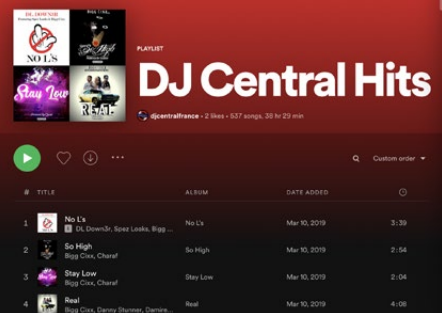 DL DOWN3R
NO L'S
Stay Low
REAL
PLAYLIST
DJ Central Hits
djcentralfrance • 2 likes • 537 songs, 38 hr 29 min
Custom order
# TITLE ALBUM DATE ADDED
1 No L's No L's Mar 10, 2019 3:39
E DL Down3r, Spaz Loaks, Bigg ...
2 So High So High Mar 10, 2019 2:54
Bigg Cixx, Charaf
3 Stay Low Stay Low Mar 10, 2019 2:04
Bigg Cixx, Charaf
4 Real Real Mar 10, 2019 4:08
Bigg Cixx, Danny Stunner, Damire...